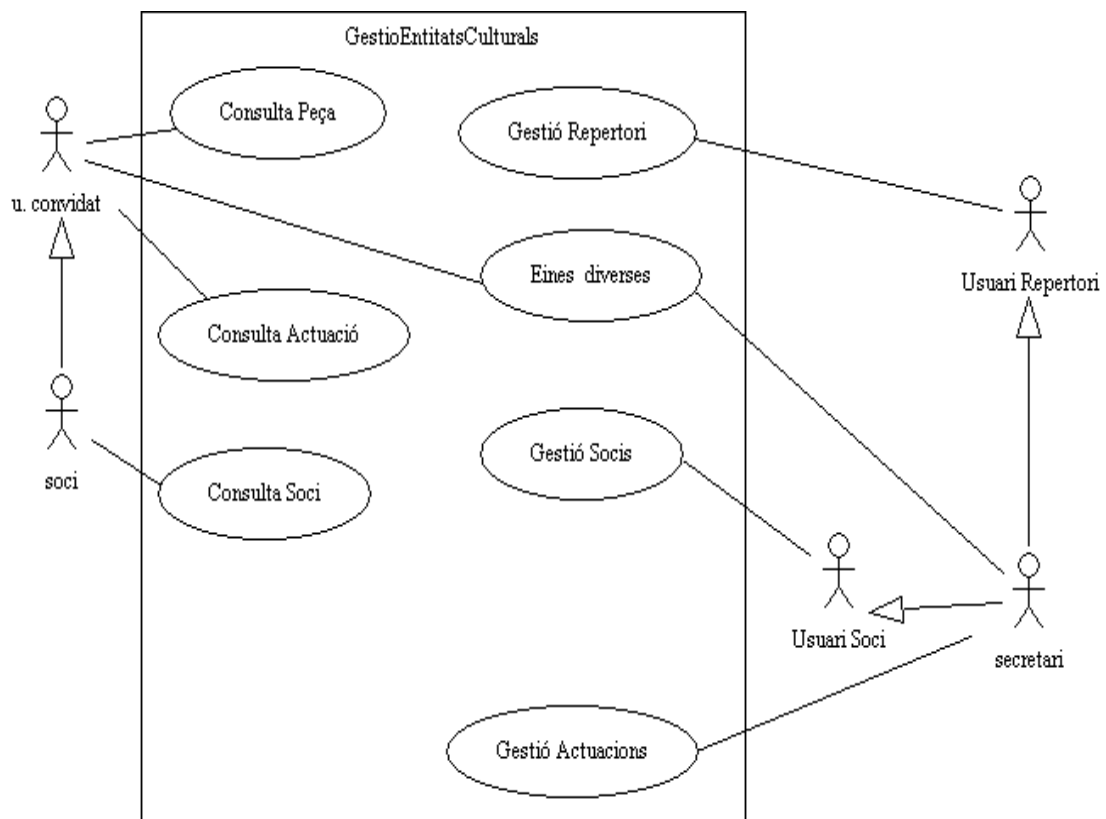 GestioEntitatsCulturals
Consulta Peça
Gestió Repertori
u. convidat
Usuari Repertori
Eines diverses
Consulta Actuació
Gestió Socis
soci
Consulta Soci
Usuari Soci
secretari
Gestió Actuacions